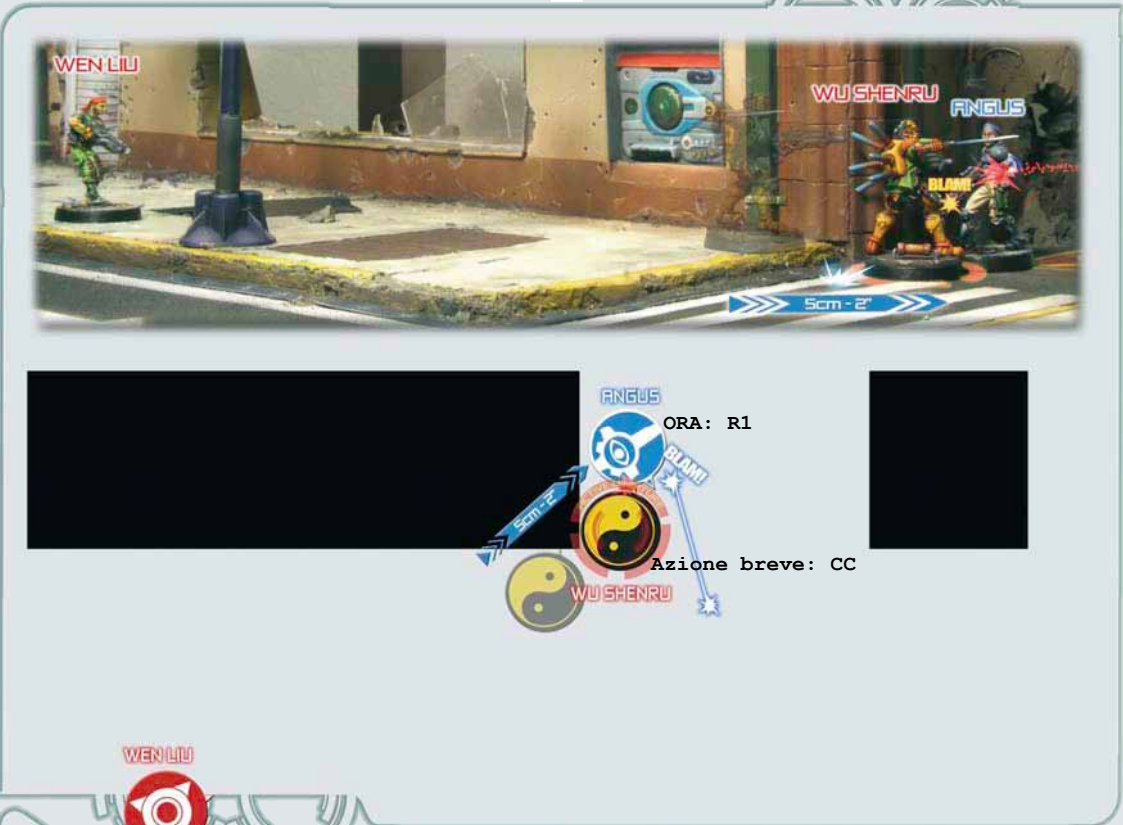 WEN LIU
WU SHENRU
ANGUS
BLAM!
5cm - 2"
ANGUS
ORA: R1
BLAM!
5cm - 2"
Azione breve: CC
WU SHENRU
WEN LIU